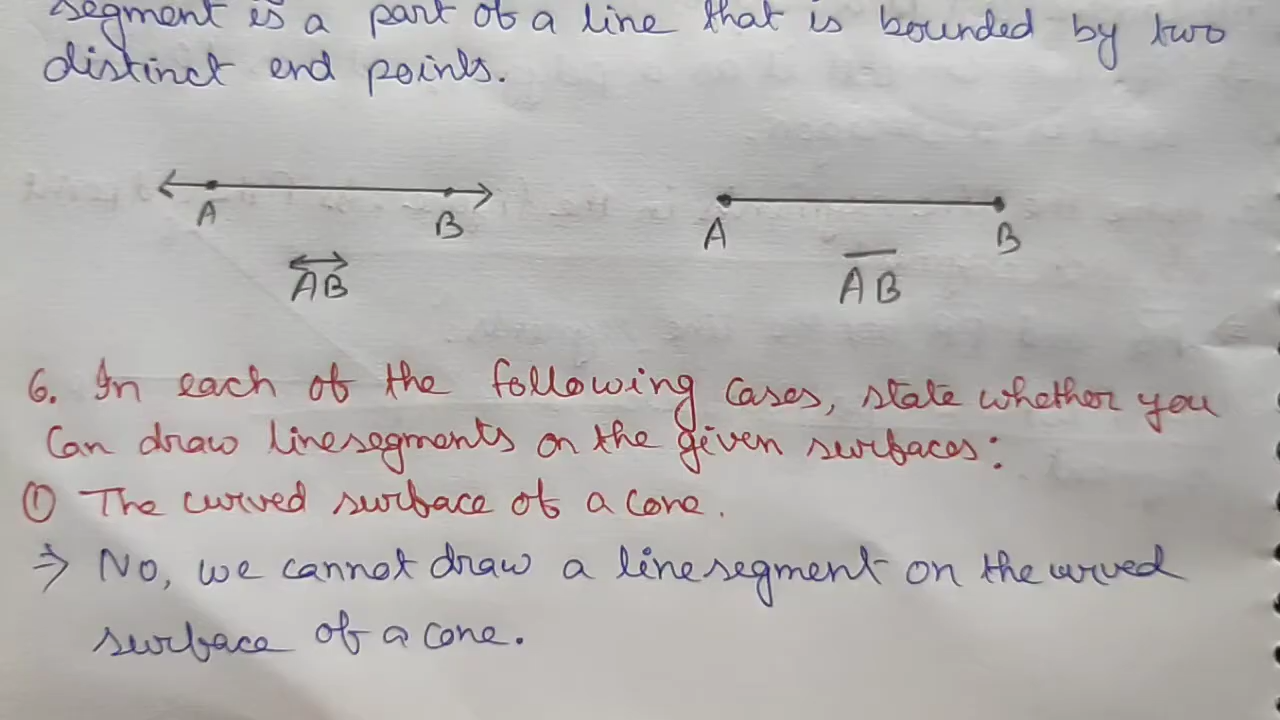 segment is a part of a line that is bounded by two
distinct end points.
A B
AB
A B
AB
6. In each of the following cases, state whether you
can draw linesegments on the given surfaces:
① The curved surface of a cone.
⇒ No, we cannot draw a linesegment on the curved
surface of a cone.